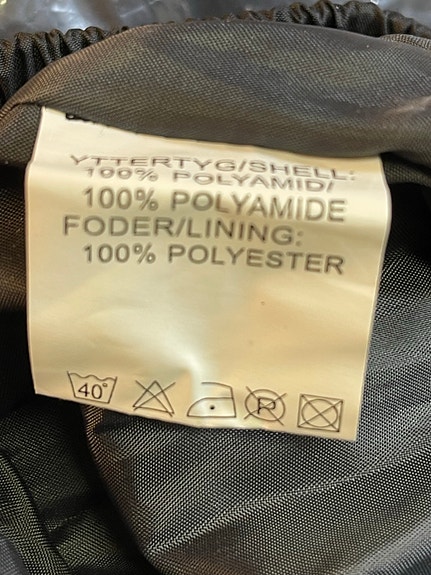 YTTERTYG/SHELL:
100% POLYAMID/
100% POLYAMIDE
FODER/LINING:
100% POLYESTER
40° P